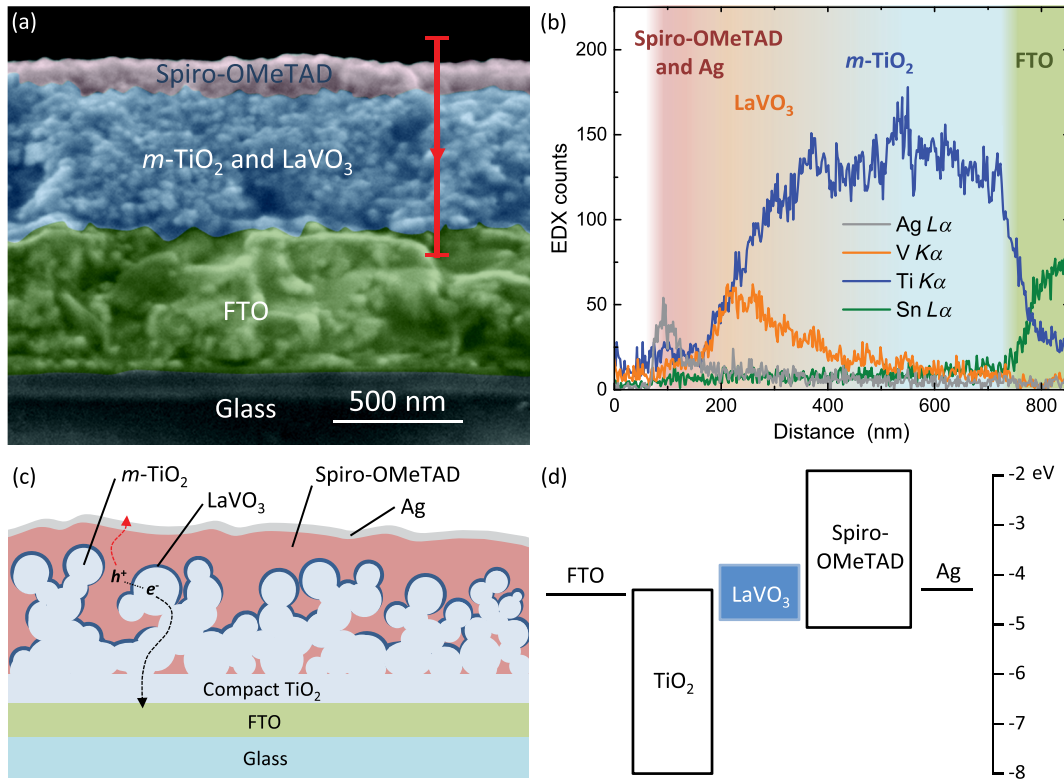 (a)
Spiro-OMeTAD
m-TiO₂ and LaVO₃
FTO
Glass
500 nm
(b)
Spiro-OMeTAD
and Ag
LaVO₃
m-TiO₂
FTO
Ag Lα
V Kα
Ti Kα
Sn Lα
EDX counts
200
150
100
50
0
0
200
400
600
800
Distance (nm)
(c)
m-TiO₂
LaVO₃
Spiro-OMeTAD
Ag
h⁺
e⁻
Compact TiO₂
FTO
Glass
(d)
FTO
TiO₂
LaVO₃
Spiro-
OMeTAD
Ag
-2 eV
-3
-4
-5
-6
-7
-8